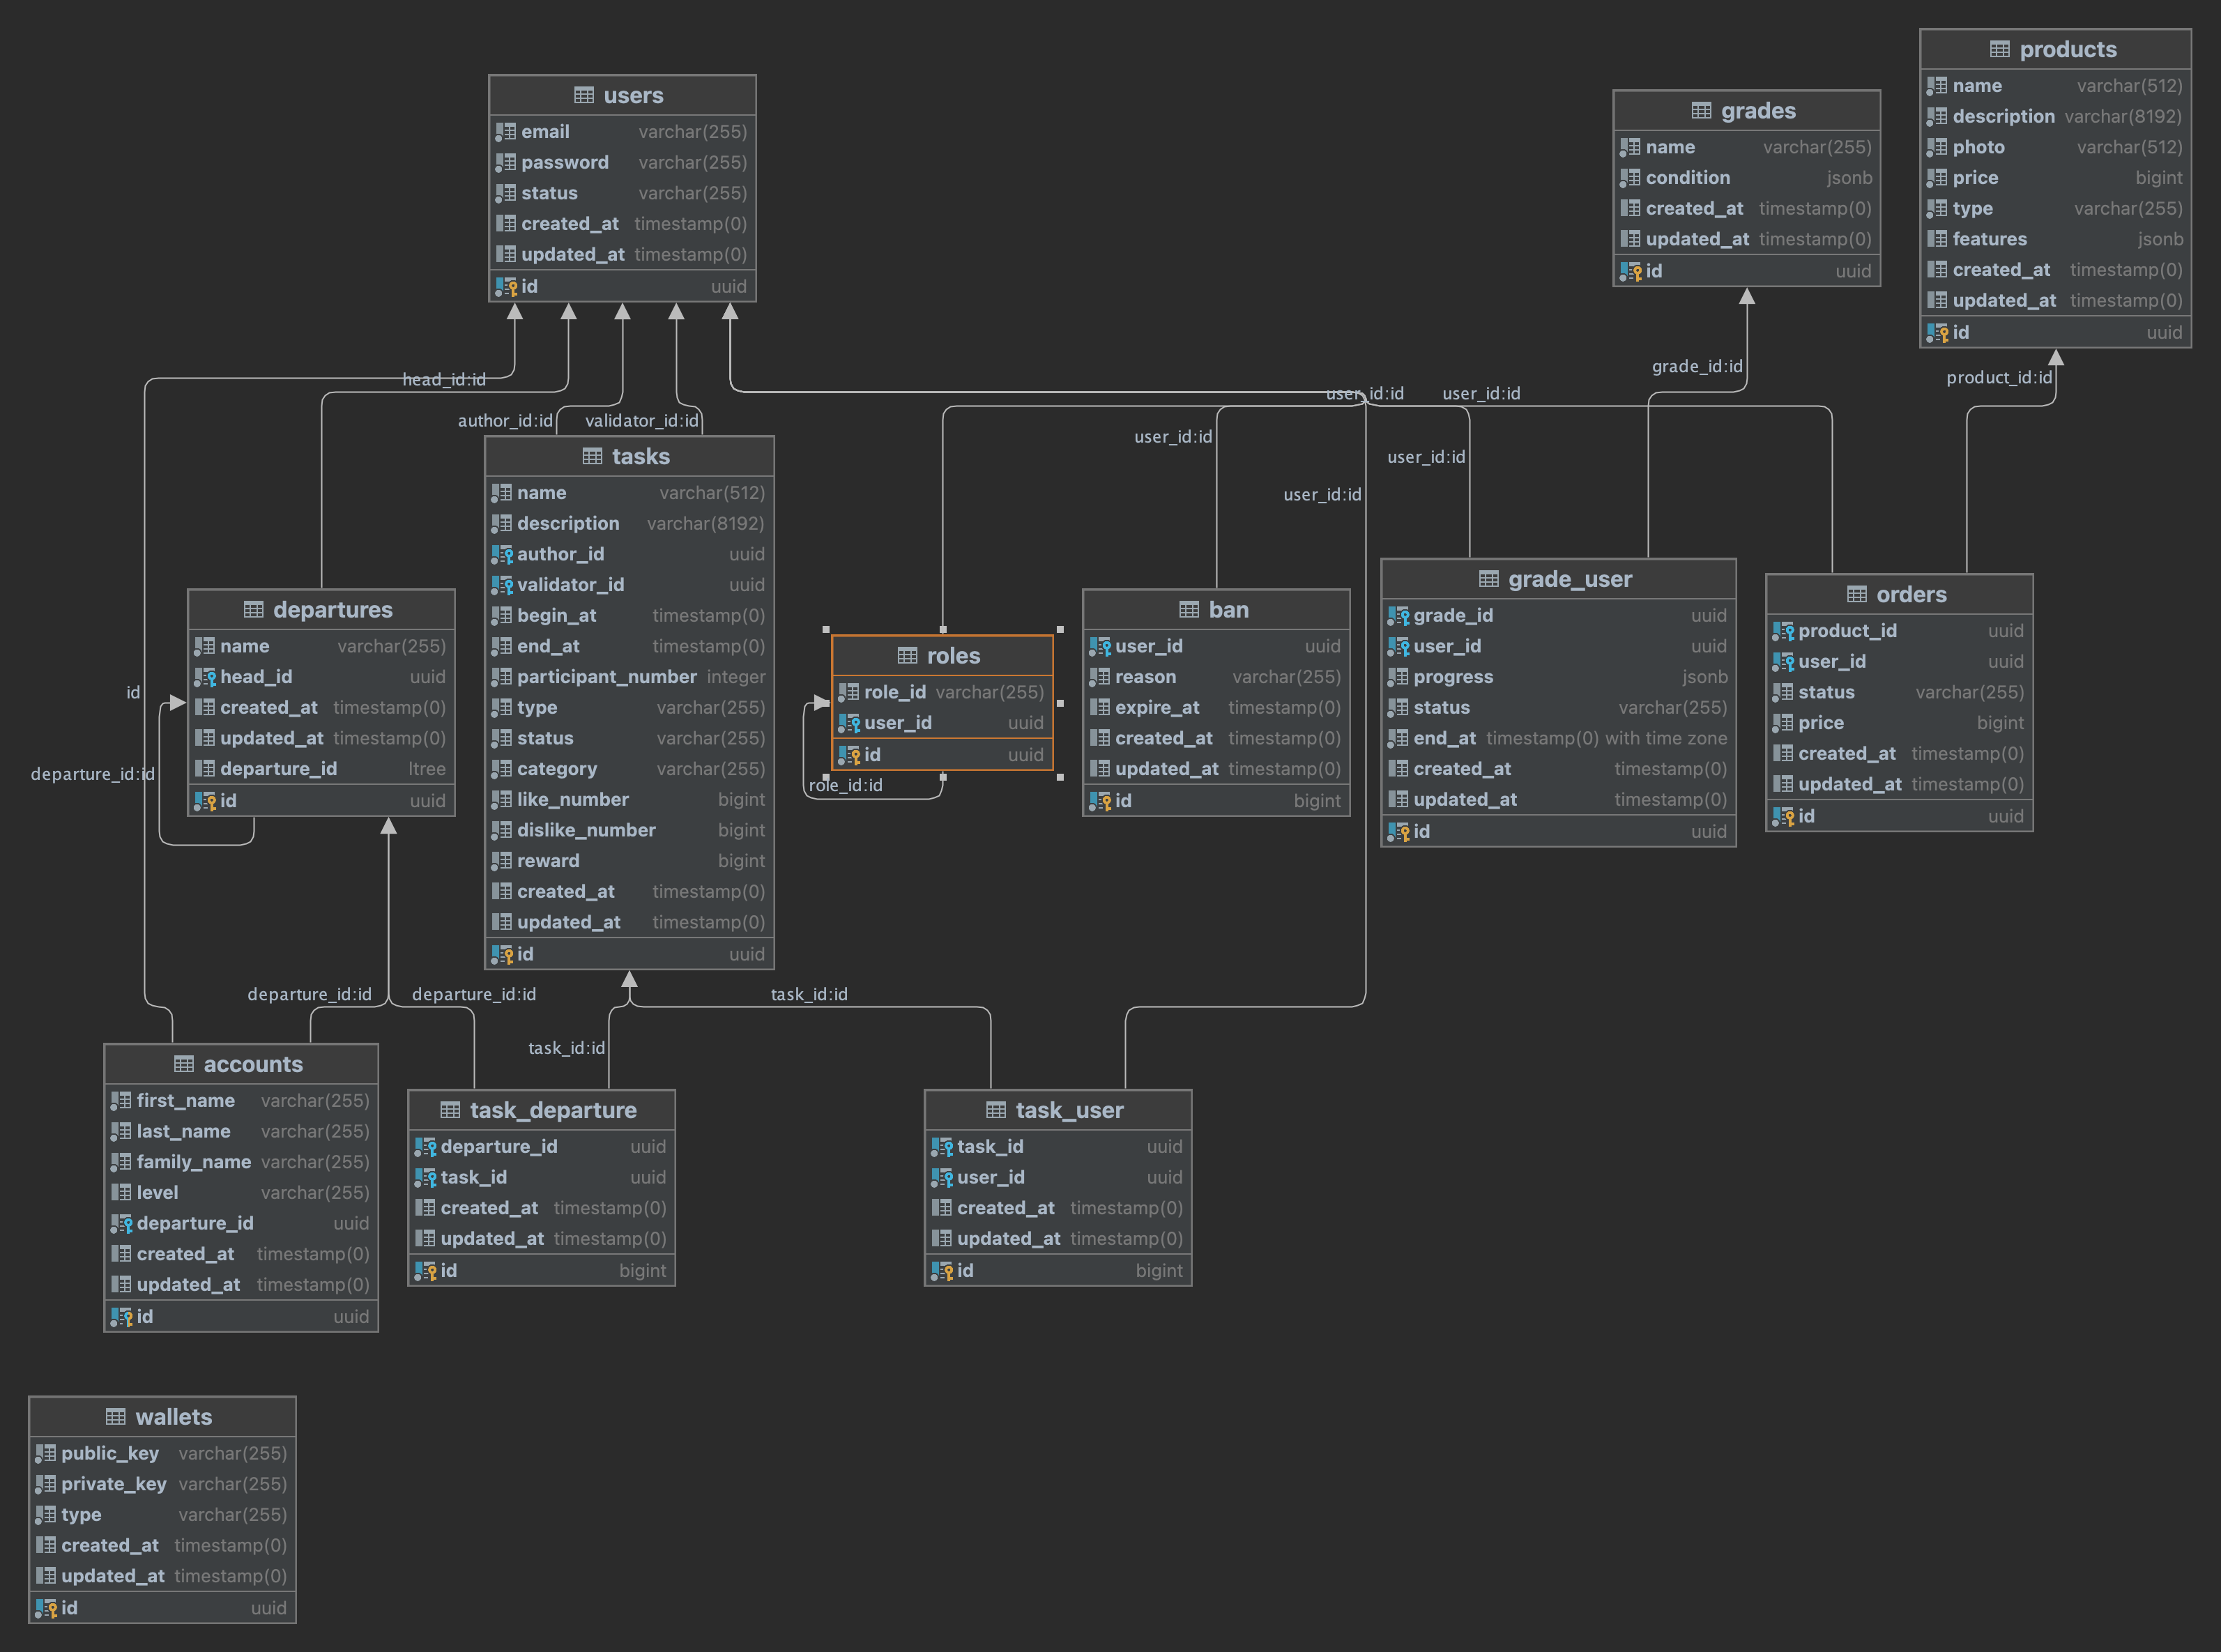 products
name varchar(512)
description varchar(8192)
photo varchar(512)
price bigint
type varchar(255)
features jsonb
created_at timestamp(0)
updated_at timestamp(0)
id uuid
users
email varchar(255)
password varchar(255)
status varchar(255)
created_at timestamp(0)
updated_at timestamp(0)
id uuid
grades
name varchar(255)
condition jsonb
created_at timestamp(0)
updated_at timestamp(0)
id uuid
head_id:id
author_id:id
validator_id:id
user_id:id
user_id:id
grade_id:id
product_id:id
user_id:id
user_id:id
user_id:id
tasks
name varchar(512)
description varchar(8192)
author_id uuid
validator_id uuid
begin_at timestamp(0)
end_at timestamp(0)
participant_number integer
type varchar(255)
status varchar(255)
category varchar(255)
like_number bigint
dislike_number bigint
reward bigint
created_at timestamp(0)
updated_at timestamp(0)
id uuid
departures
name varchar(255)
head_id uuid
created_at timestamp(0)
updated_at timestamp(0)
departure_id ltree
id uuid
id
departure_id:id
roles
role_id varchar(255)
user_id uuid
id uuid
role_id:id
ban
user_id uuid
reason varchar(255)
expire_at timestamp(0)
created_at timestamp(0)
updated_at timestamp(0)
id bigint
grade_user
grade_id uuid
user_id uuid
progress jsonb
status varchar(255)
end_at timestamp(0) with time zone
created_at timestamp(0)
updated_at timestamp(0)
id uuid
orders
product_id uuid
user_id uuid
status varchar(255)
price bigint
created_at timestamp(0)
updated_at timestamp(0)
id uuid
departure_id:id
departure_id:id
task_id:id
task_id:id
accounts
first_name varchar(255)
last_name varchar(255)
family_name varchar(255)
level varchar(255)
departure_id uuid
created_at timestamp(0)
updated_at timestamp(0)
id uuid
task_departure
departure_id uuid
task_id uuid
created_at timestamp(0)
updated_at timestamp(0)
id bigint
task_user
task_id uuid
user_id uuid
created_at timestamp(0)
updated_at timestamp(0)
id bigint
wallets
public_key varchar(255)
private_key varchar(255)
type varchar(255)
created_at timestamp(0)
updated_at timestamp(0)
id uuid